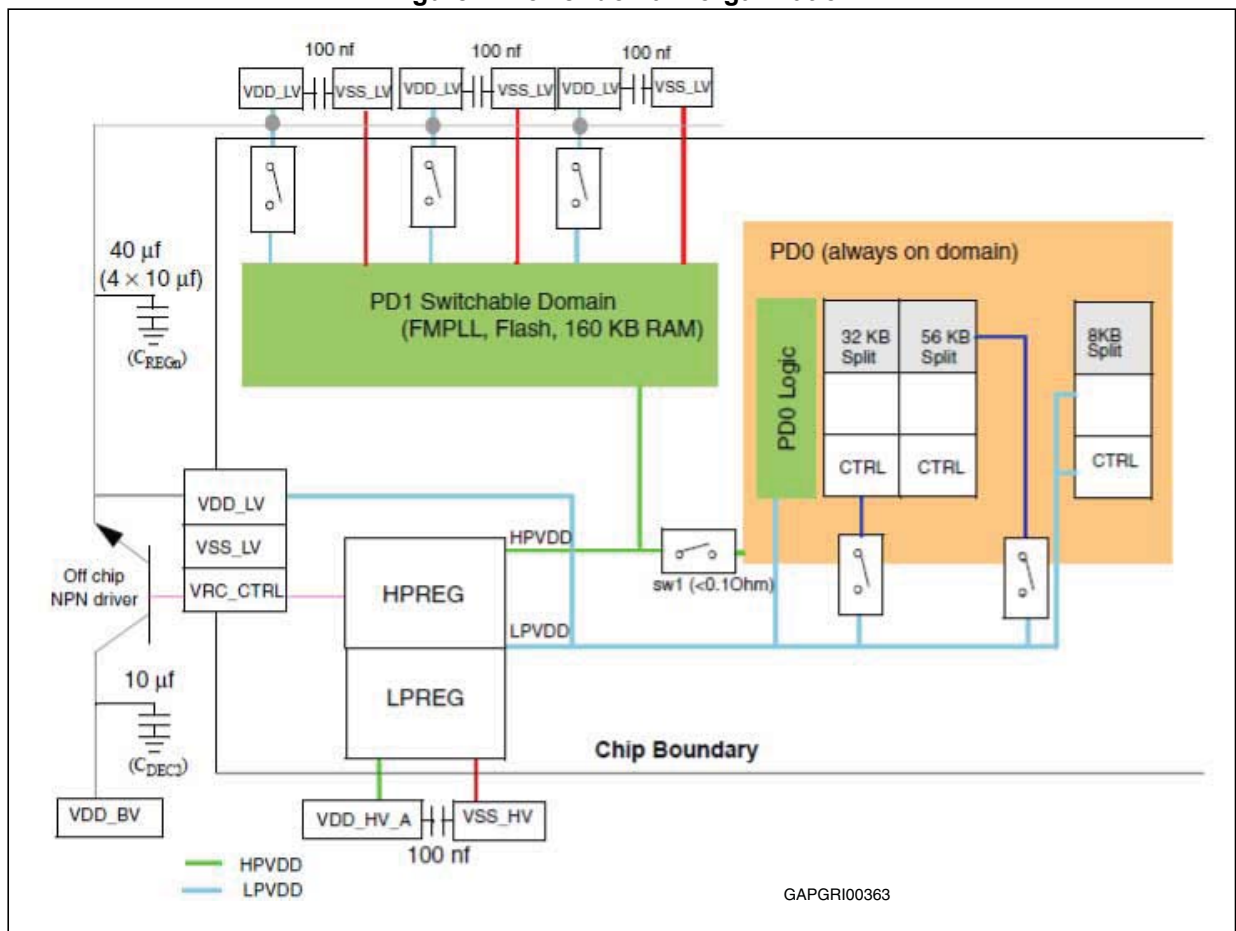 100 nf
100 nf
100 nf
VDD_LV
VSS_LV
VDD_LV
VSS_LV
VDD_LV
VSS_LV
40 µf
(4 × 10 µf)
(CREGn)
PD1 Switchable Domain
(FMPLL, Flash, 160 KB RAM)
PD0 (always on domain)
PD0 Logic
32 KB
Split
56 KB
Split
8KB
Split
CTRL
CTRL
CTRL
VDD_LV
VSS_LV
VRC_CTRL
Off chip
NPN driver
HPVDD
sw1 (<0.1Ohm)
HPREG
LPVDD
LPREG
10 µf
(CDEC2)
Chip Boundary
VDD_BV
VDD_HV_A
VSS_HV
100 nf
HPVDD
LPVDD
GAPGRI00363